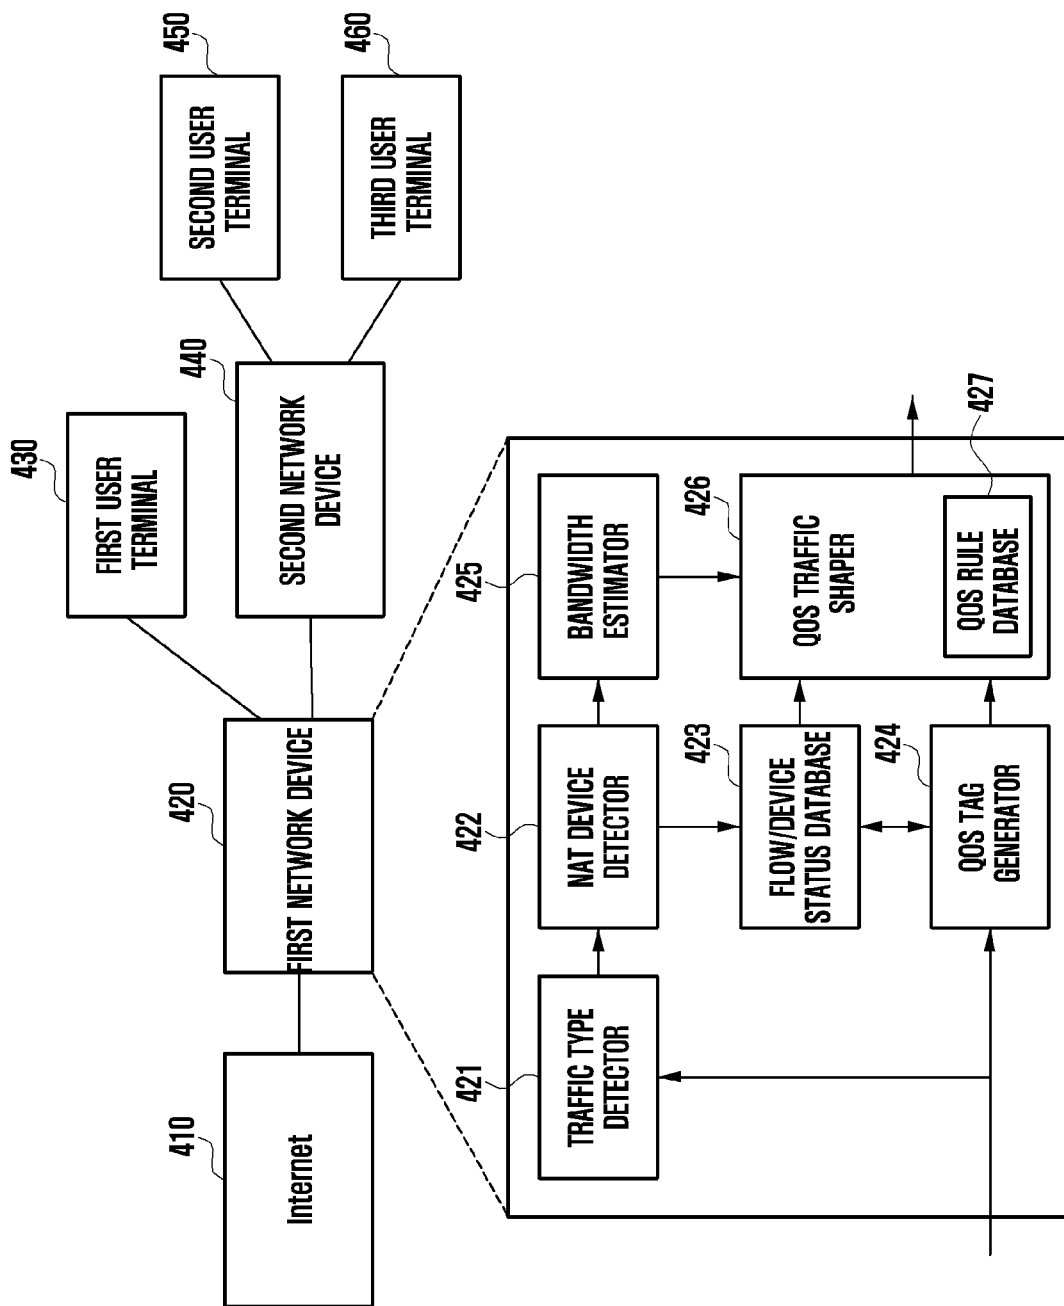 410
Internet
420
FIRST NETWORK DEVICE
430
FIRST USER
TERMINAL
440
SECOND NETWORK
DEVICE
450
SECOND USER
TERMINAL
460
THIRD USER
TERMINAL
421
TRAFFIC TYPE
DETECTOR
422
NAT DEVICE
DETECTOR
425
BANDWIDTH
ESTIMATOR
423
FLOW/DEVICE
STATUS DATABASE
424
QOS TAG
GENERATOR
426
QOS TRAFFIC
SHAPER
427
QOS RULE
DATABASE